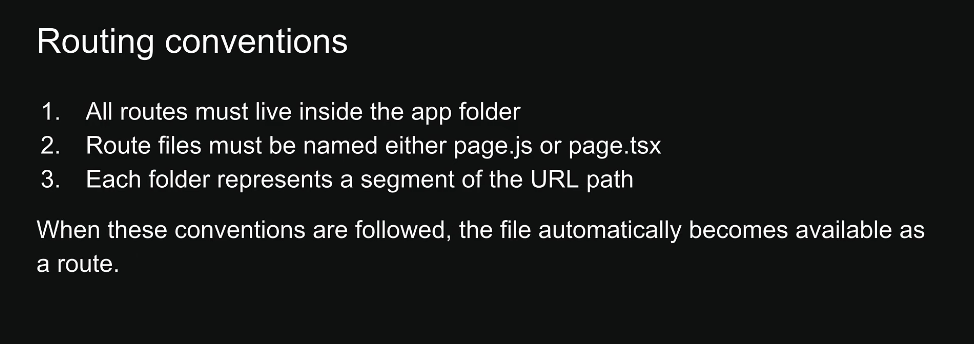 Routing conventions
1. All routes must live inside the app folder
2. Route files must be named either page.js or page.tsx
3. Each folder represents a segment of the URL path
When these conventions are followed, the file automatically becomes available as
a route.